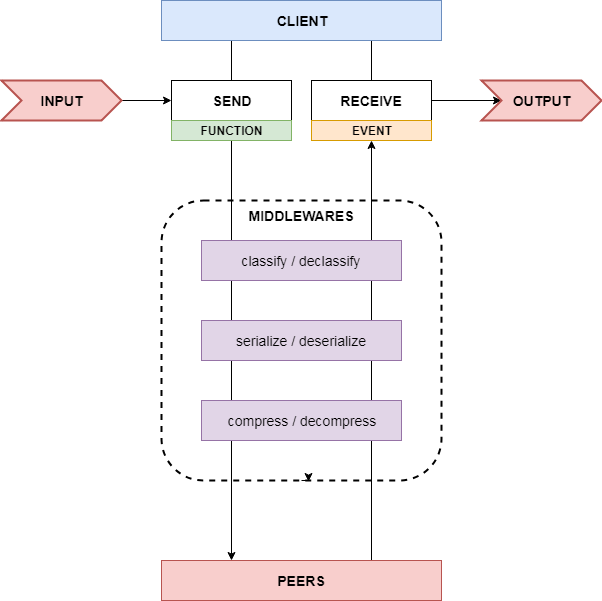 CLIENT
INPUT
SEND
RECEIVE
OUTPUT
FUNCTION
EVENT
MIDDLEWARES
classify / declassify
serialize / deserialize
compress / decompress
PEERS